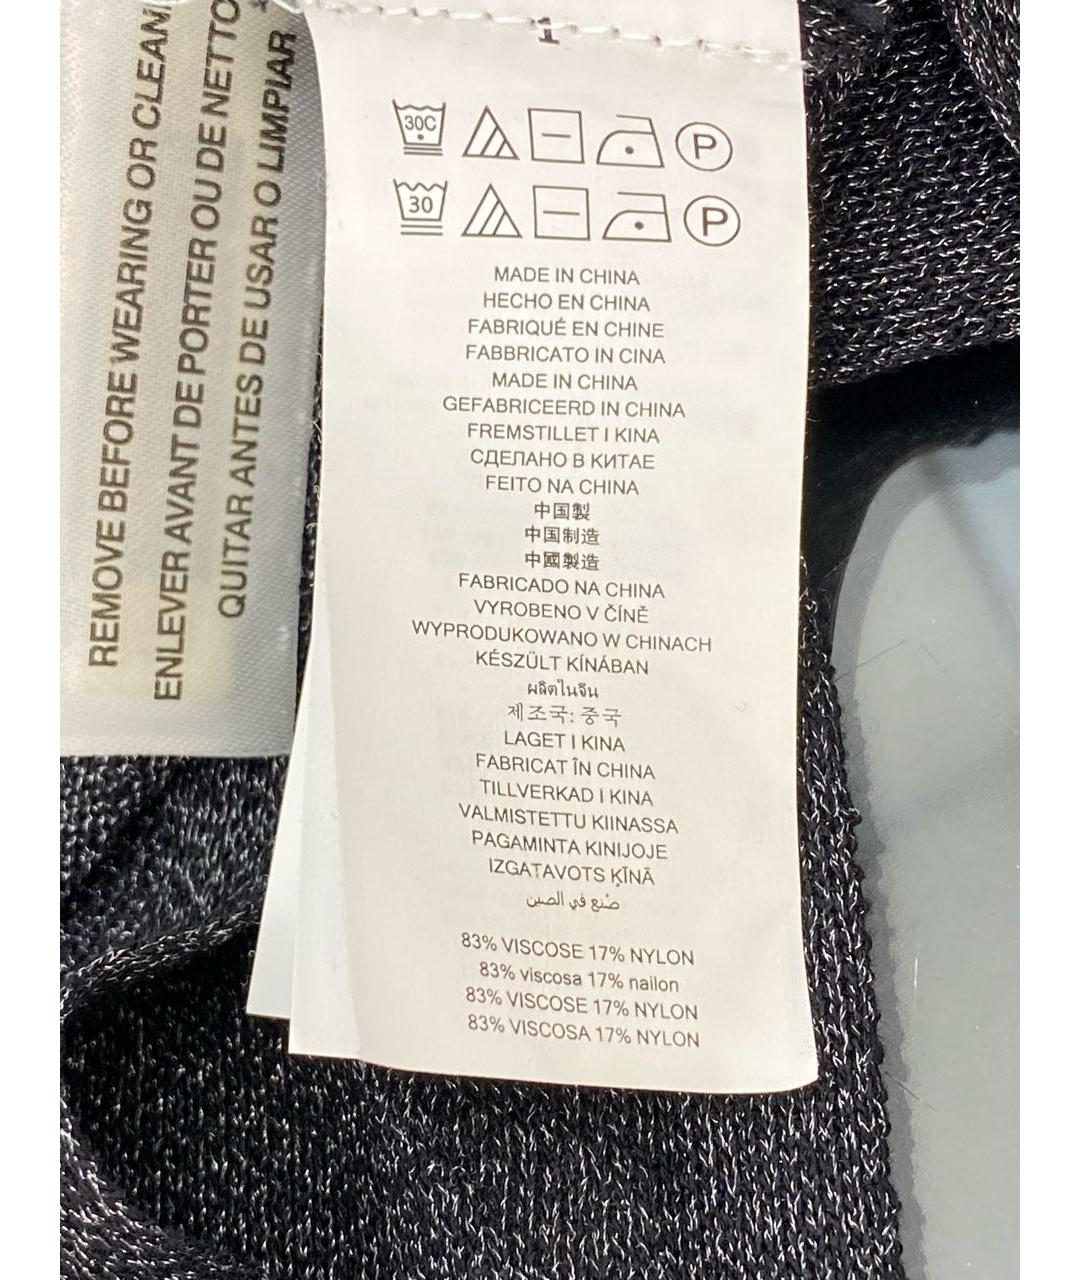 REMOVE BEFORE WEARING OR CLEAN
ENLEVER AVANT DE PORTER OU DE NETTO
QUITAR ANTES DE USAR O LIMPIAR
1
30C
P
30
P
MADE IN CHINA
HECHO EN CHINA
FABRIQUÉ EN CHINE
FABBRICATO IN CINA
MADE IN CHINA
GEFABRICEERD IN CHINA
FREMSTILLET I KINA
СДЕЛАНО В КИТАЕ
FEITO NA CHINA
中国製
中国制造
中國製造
FABRICADO NA CHINA
VYROBENO V ČÍNĚ
WYPRODUKOWANO W CHINACH
KÉSZÜLT KÍNÁBAN
ผลิตในจีน
제조국: 중국
LAGET I KINA
FABRICAT ÎN CHINA
TILLVERKAD I KINA
VALMISTETTU KIINASSA
PAGAMINTA KINIJOJE
IZGATAVOTS ĶĪNĀ
صنع في الصين
83% VISCOSE 17% NYLON
83% viscosa 17% nailon
83% VISCOSE 17% NYLON
83% VISCOSA 17% NYLON